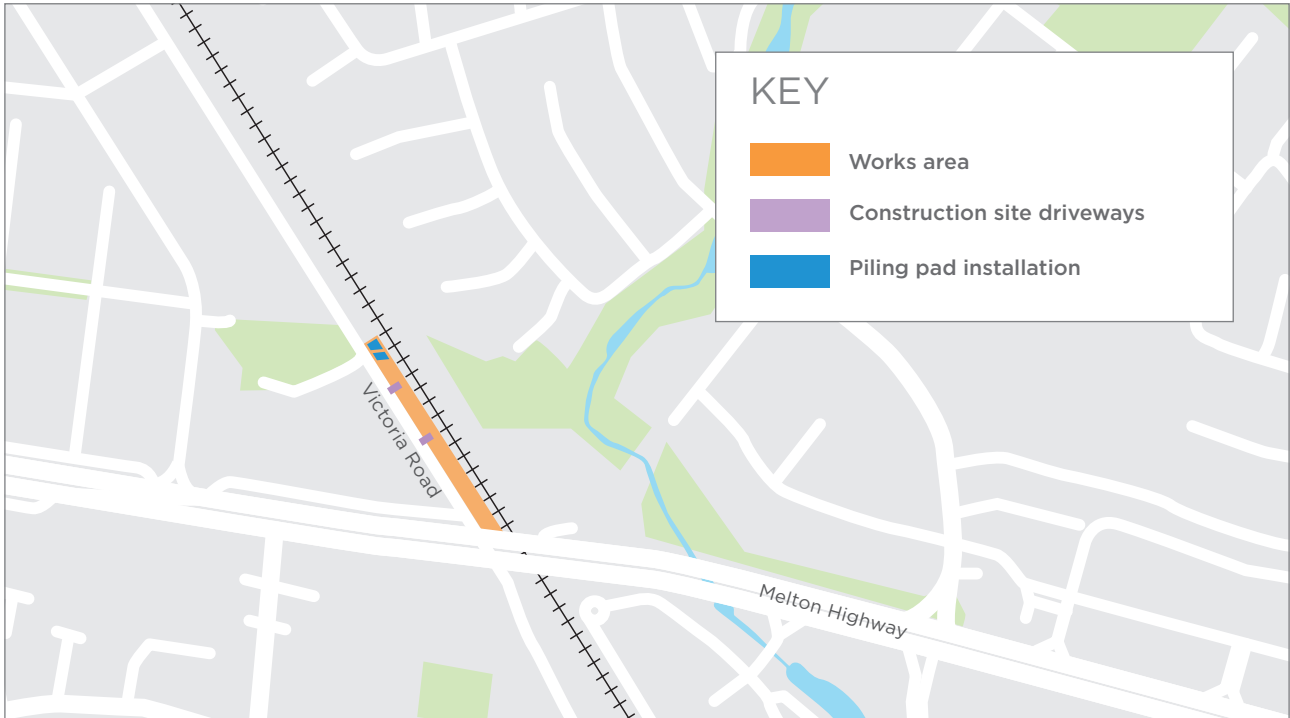 KEY
Works area
Construction site driveways
Piling pad installation
Victoria Road
Melton Highway